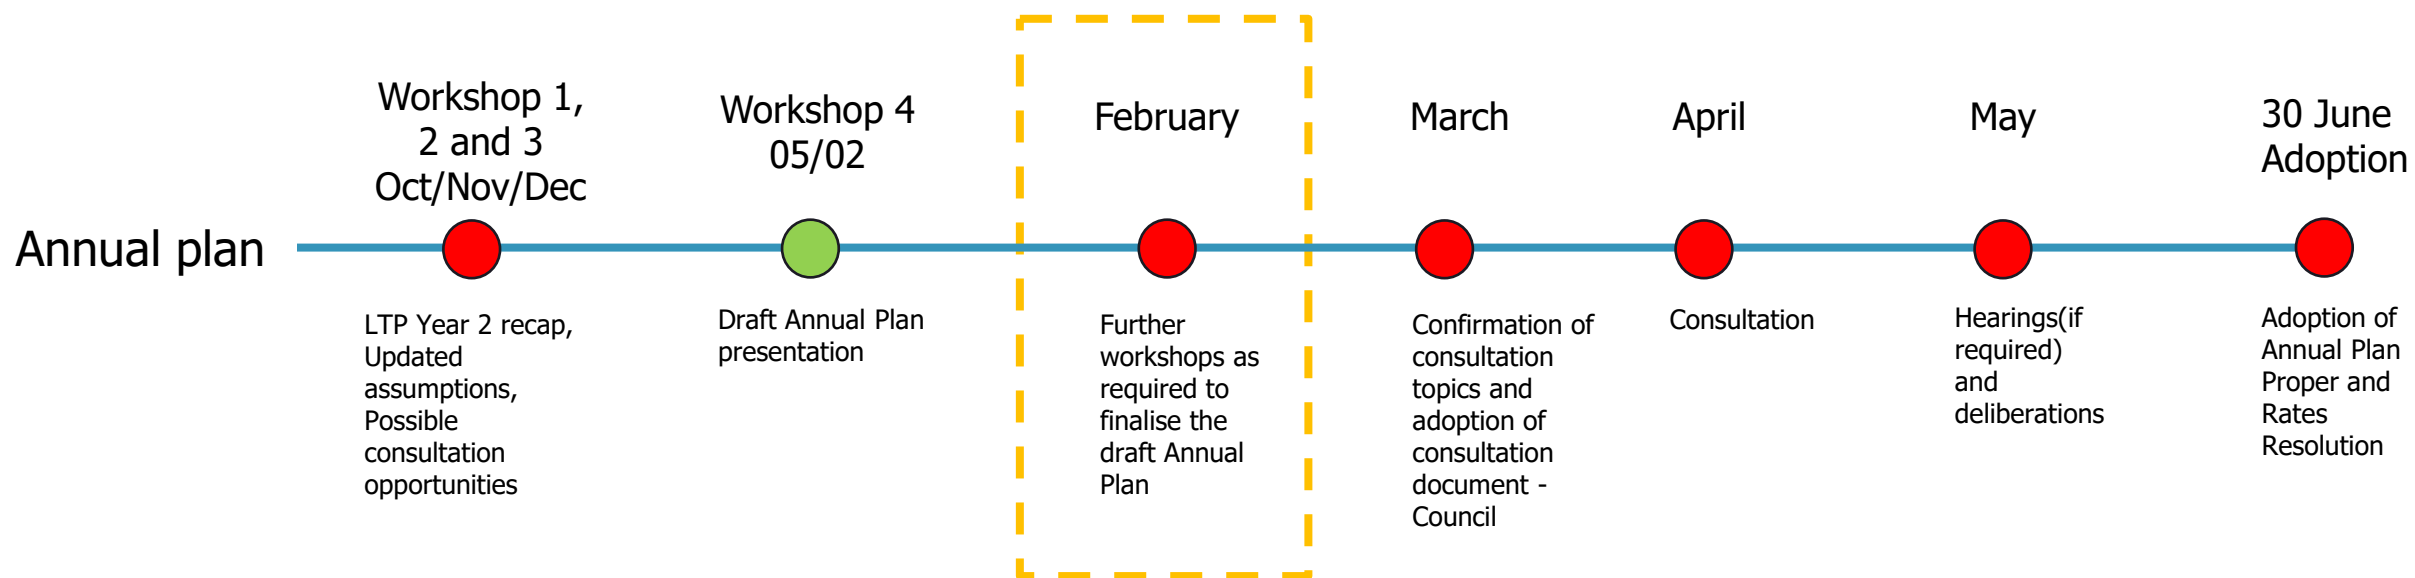 Annual plan
Workshop 1,
2 and 3
Oct/Nov/Dec
LTP Year 2 recap,
Updated
assumptions,
Possible
consultation
opportunities
Workshop 4
05/02
Draft Annual Plan
presentation
February
Further
workshops as
required to
finalise the
draft Annual
Plan
March
Confirmation of
consultation
topics and
adoption of
consultation
document -
Council
April
Consultation
May
Hearings(if
required)
and
deliberations
30 June
Adoption
Adoption of
Annual Plan
Proper and
Rates
Resolution